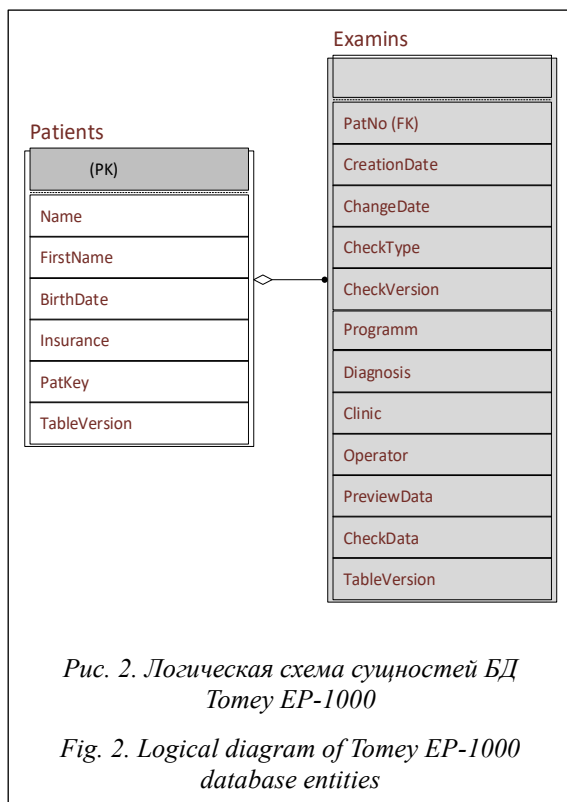 Examins
PatNo (FK)
CreationDate
ChangeDate
CheckType
CheckVersion
Programm
Diagnosis
Clinic
Operator
PreviewData
CheckData
TableVersion
Patients
(PK)
Name
FirstName
BirthDate
Insurance
PatKey
TableVersion
Рис. 2. Логическая схема сущностей БД
Tomey EP-1000
Fig. 2. Logical diagram of Tomey EP-1000
database entities